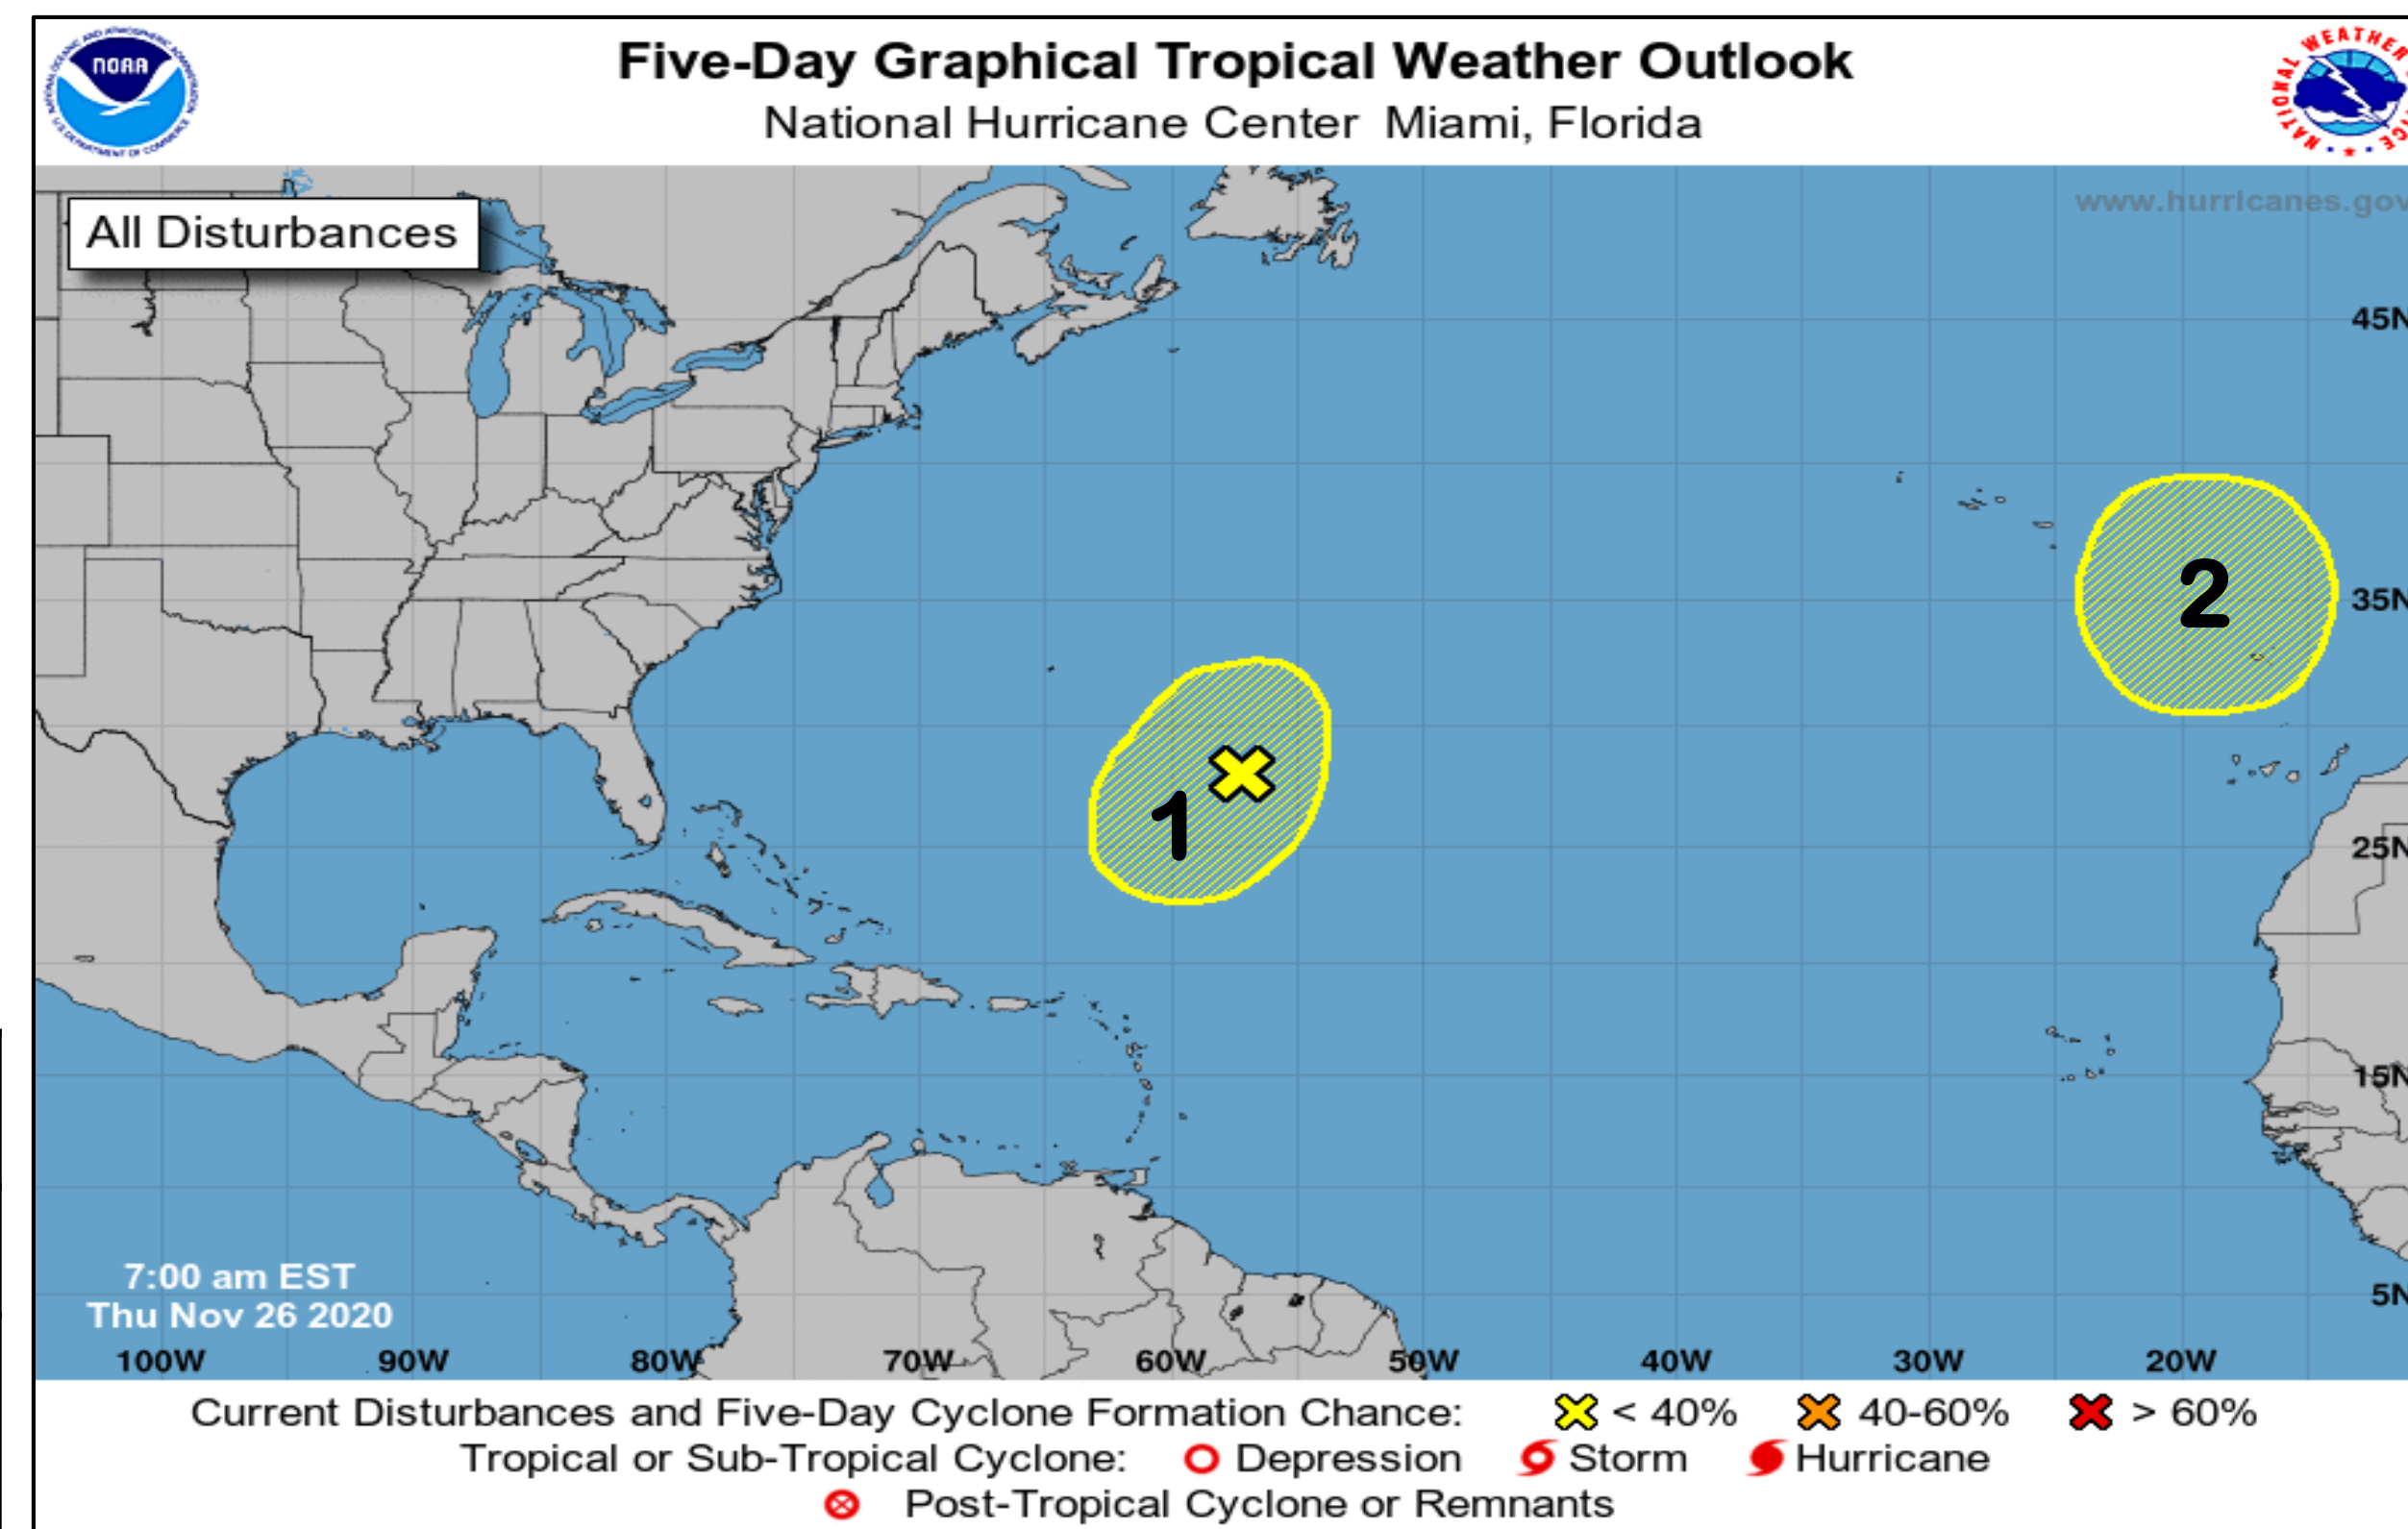 NOAA
Five-Day Graphical Tropical Weather Outlook
National Hurricane Center Miami, Florida
All Disturbances
www.hurricanes.gov
45N
35N
25N
15N
5N
1
2
7:00 am EST
Thu Nov 26 2020
100W 90W 80W 70W 60W 50W 40W 30W 20W
Current Disturbances and Five-Day Cyclone Formation Chance: < 40% 40-60% > 60%
Tropical or Sub-Tropical Cyclone: Depression Storm Hurricane
Post-Tropical Cyclone or Remnants